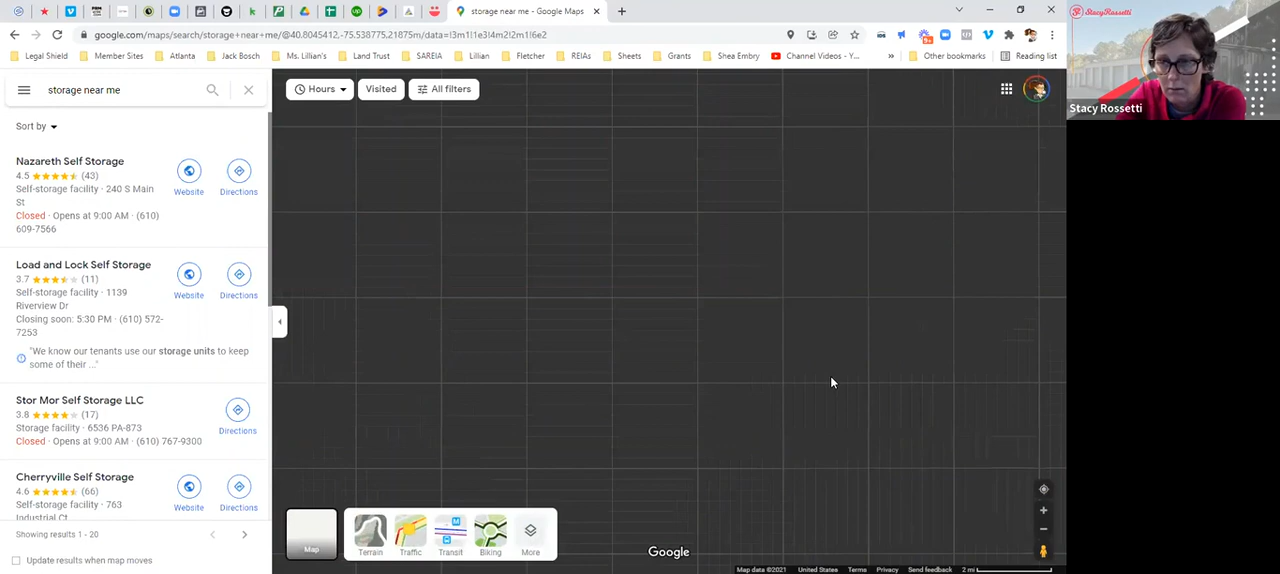 storage near me - Google Maps
google.com/maps/search/storage+near+me/@40.8045412,-75.538775,21875m/data=!3m1!1e3!4m2!2m1!6e2
Legal Shield
Member Sites
Atlanta
Jack Bosch
Ms. Lillian's
Land Trust
SAREIA
Lillian
Fletcher
REIAs
Sheets
Grants
Shea Embry
Channel Videos - Y...
Other bookmarks
Reading list
StacyRossetti
Stacy Rossetti
storage near me
Hours
Visited
All filters
Sort by
Nazareth Self Storage
4.5 (43)
Self-storage facility · 240 S Main
St
Closed · Opens at 9:00 AM · (610)
609-7566
Website
Directions
Load and Lock Self Storage
3.7 (11)
Self-storage facility · 1139
Riverview Dr
Closing soon: 5:30 PM · (610) 572-
7253
Website
Directions
"We know our tenants use our storage units to keep
some of their ..."
Stor Mor Self Storage LLC
3.8 (17)
Storage facility · 6536 PA-873
Closed · Opens at 9:00 AM · (610) 767-9300
Directions
Cherryville Self Storage
4.6 (66)
Self-storage facility · 763
Industrial Ct
Website
Directions
Showing results 1 - 20
Update results when map moves
Map
Terrain
Traffic
Transit
Biking
More
Google
Map data ©2021
United States
Terms
Privacy
Send feedback
2 mi